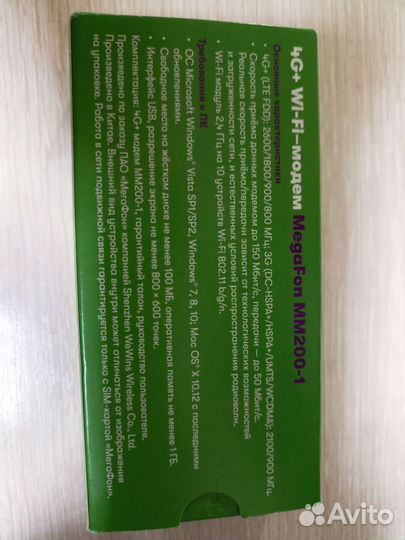 4G+ Wi-Fi-модем MegaFon MM200-1
Основные характеристики
• 4G+ (LTE FDD): 2600/1800/900/800 МГц; 3G (DC-HSPA+/HSPA+/UMTS/WCDMA): 2100/900 МГц.
• Скорость приёма данных модемом до 150 Мбит/с, передачи — до 50 Мбит/с.
Реальная скорость приёма/передачи зависит от технологических возможностей
и загруженности сети, и естественных условий распространения радиоволн.
• Wi-Fi модуль 2,4 ГГц на 10 устройств Wi-Fi 802.11 b/g/n.
Требования к ПК
• ОС Microsoft Windows® Vista SP1/SP2, Windows® 7, 8, 10; Mac OS® X 10.12 с последними
обновлениями.
• Свободное место на жёстком диске не менее 100 МБ, оперативная память не менее 1 ГБ.
• Интерфейс USB, разрешение экрана не менее 800 × 600 точек.
Комплектация: 4G+ модем MM200-1, гарантийный талон, руководство пользователя.
Произведено по заказу ПАО «МегаФон» компанией Shenzhen WeWins Wireless Co., Ltd.
Произведено в Китае. Внешний вид устройства внутри может отличаться от изображения
на упаковке. Работа в сети подвижной связи гарантируется только с SIM-картой «МегаФон».
Avito